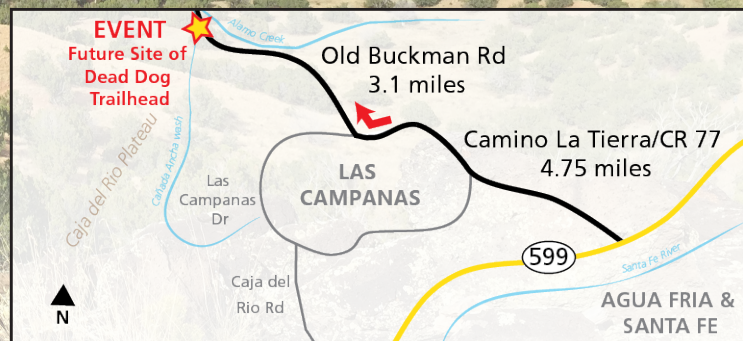 EVENT
Future Site of
Dead Dog
Trailhead
Alamo Creek
Old Buckman Rd
3.1 miles
Camino La Tierra/CR 77
4.75 miles
Caja del Rio Plateau
Cañada Ancha wash
Las
Campanas
Dr
LAS
CAMPANAS
599
Santa Fe River
Caja del
Rio Rd
AGUA FRIA &
SANTA FE
N